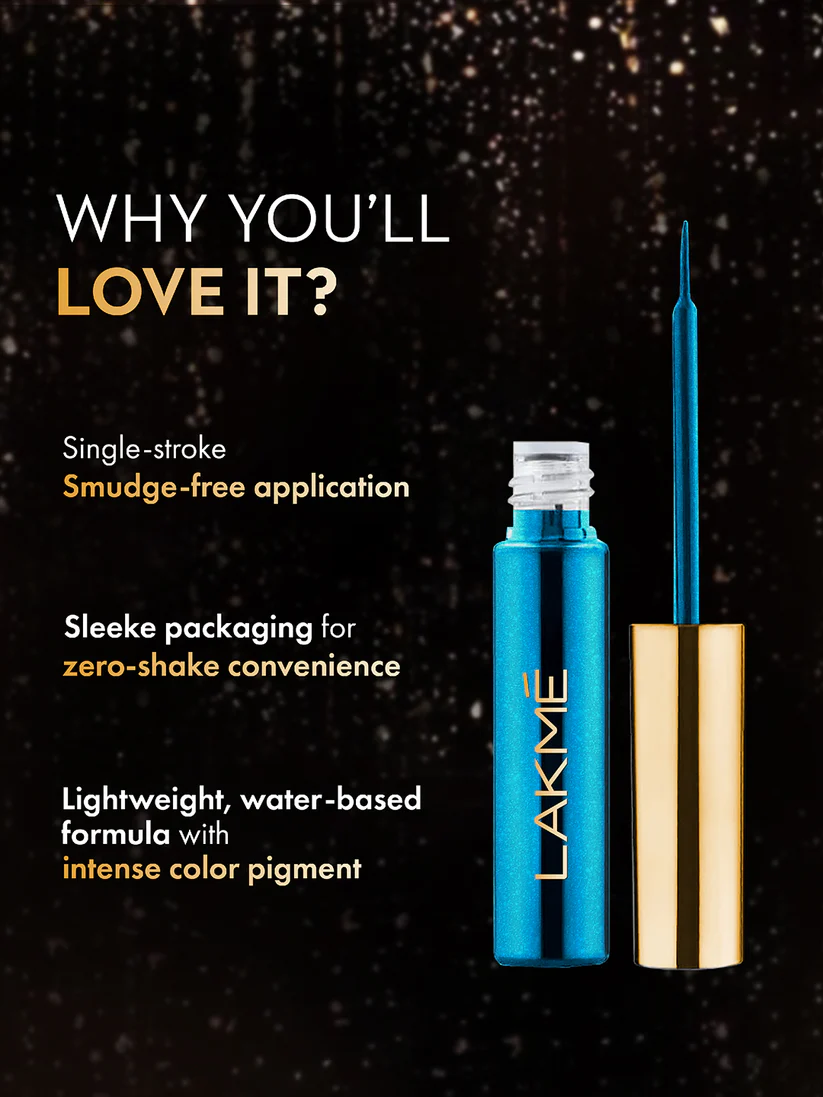 WHY YOU'LL
LOVE IT?
Single-stroke
Smudge-free application
Sleeke packaging for
zero-shake convenience
Lightweight, water-based
formula with
intense color pigment
LAKMĒ